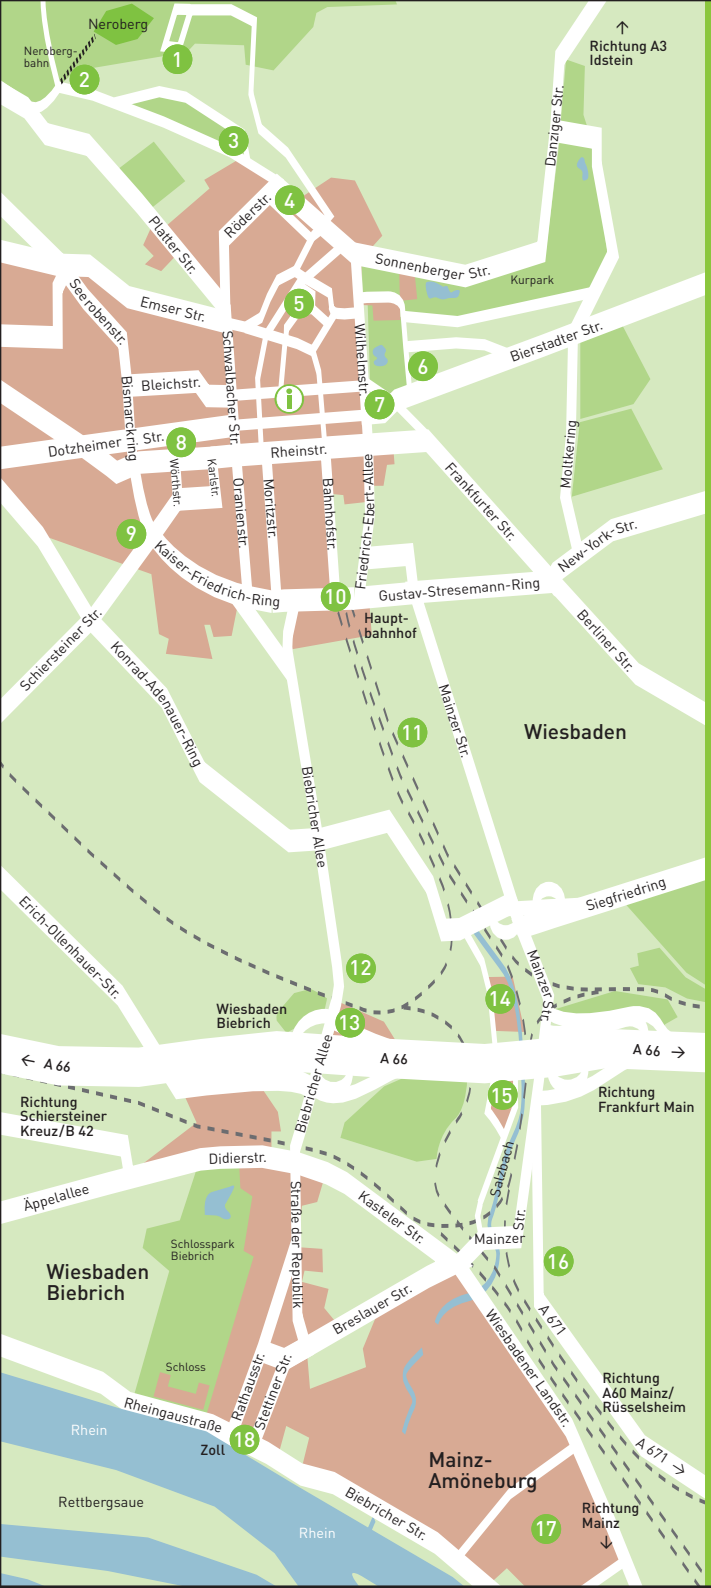 Neroberg
Richtung A3
Idstein
Nerobergbahn
1
2
Danziger Str.
3
4
Röderstr.
Platter Str.
Sonnenberger Str.
Kurpark
Seerobenstr.
Emser Str.
5
Bierstadter Str.
Schwalbacher Str.
Wilhelmstr.
6
Bleichstr.
Bismarckring
i
7
Dotzheimer Str.
8
Rheinstr.
Moltkering
Wörthstr.
Karlstr.
Oranienstr.
Moritzstr.
Bahnhofstr.
Friedrich-Ebert-Allee
Frankfurter Str.
9
New-York-Str.
Kaiser-Friedrich-Ring
10
Gustav-Stresemann-Ring
Haupt-
bahnhof
Schiersteiner Str.
Berliner Str.
Konrad-Adenauer-Ring
Mainzer Str.
11
Wiesbaden
Biebricher Allee
Siegfriedring
Erich-Ollenhauer-Str.
12
Mainzer Str.
14
Wiesbaden
Biebrich
13
A 66
A 66
A 66
Biebricher Allee
Richtung
Schiersteiner
Kreuz/B 42
15
Richtung
Frankfurt Main
Didierstr.
Salzbach
Äppelallee
Straße der Republik
Kasteler Str.
Mainzer Str.
Schlosspark
Biebrich
16
Wiesbaden
Biebrich
Breslauer Str.
A 671
Wiesbadener Landstr.
Schloss
Rathausstr.
Stettiner Str.
Richtung
A60 Mainz/
Rüsselsheim
Rheingaustraße
Rhein
18
Zoll
A 671
Mainz-
Amöneburg
Rettbergsaue
Biebricher Str.
Richtung
Mainz
17
Rhein